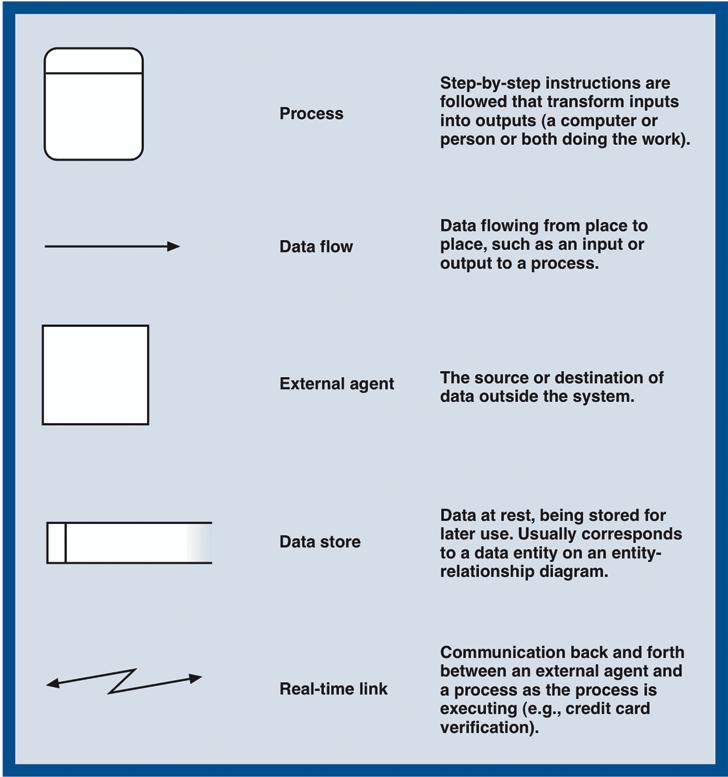 Process
Step-by-step instructions are
followed that transform inputs
into outputs (a computer or
person or both doing the work).
Data flow
Data flowing from place to
place, such as an input or
output to a process.
External agent
The source or destination of
data outside the system.
Data store
Data at rest, being stored for
later use. Usually corresponds
to a data entity on an entity-
relationship diagram.
Real-time link
Communication back and forth
between an external agent and
a process as the process is
executing (e.g., credit card
verification).